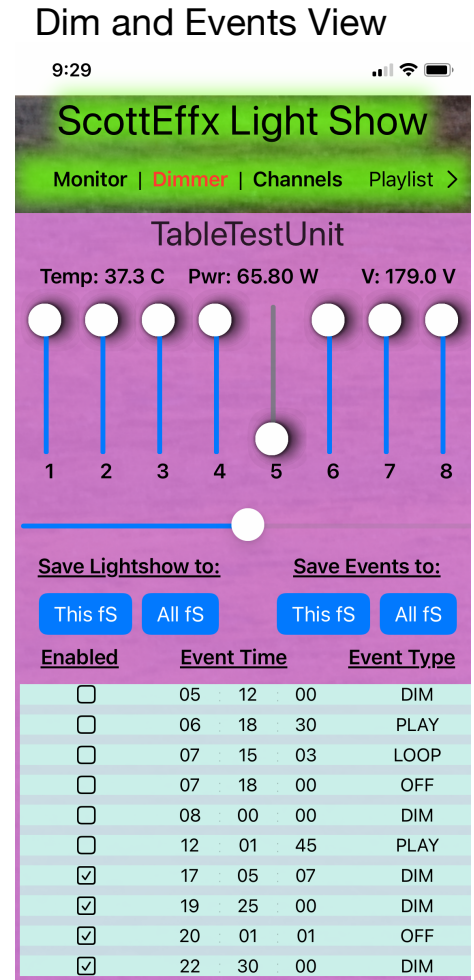 Dim and Events View
9:29
ScottEffx Light Show
Monitor | Dimmer | Channels Playlist >
TableTestUnit
Temp: 37.3 C Pwr: 65.80 W V: 179.0 V
1 2 3 4 5 6 7 8
Save Lightshow to: Save Events to:
This fS All fS This fS All fS
Enabled Event Time Event Type
05 : 12 : 00 DIM
06 : 18 : 30 PLAY
07 : 15 : 03 LOOP
07 : 18 : 00 OFF
08 : 00 : 00 DIM
12 : 01 : 45 PLAY
17 : 05 : 07 DIM
19 : 25 : 00 DIM
20 : 01 : 01 OFF
22 : 30 : 00 DIM